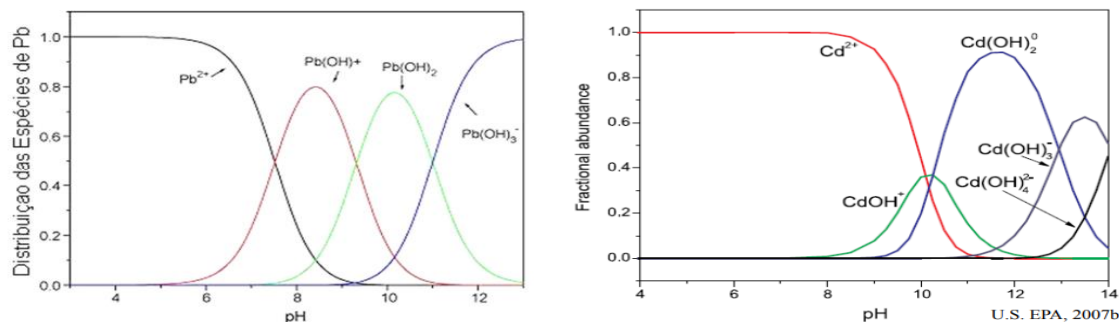 Distribuiçao das Espécies de Pb
1.0
0.8
0.6
0.4
0.2
0.0
Pb²⁺
Pb(OH)+
Pb(OH)₂
Pb(OH)₃⁻
4 6 8 10 12
pH
Fractional abundance
1.0
0.8
0.6
0.4
0.2
0.0
Cd²⁺
Cd(OH)₂⁰
Cd(OH)₃⁻
Cd(OH)₄²⁻
CdOH⁺
4 6 8 10 12 14
pH
U.S. EPA, 2007b